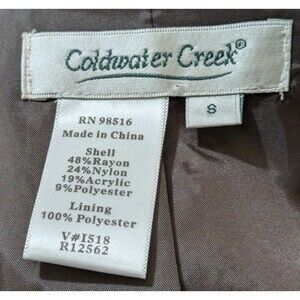 Coldwater Creek®
S
RN 98516
Made in China
Shell
48%Rayon
24%Nylon
19%Acrylic
9%Polyester
Lining
100% Polyester
V#I518
R12562